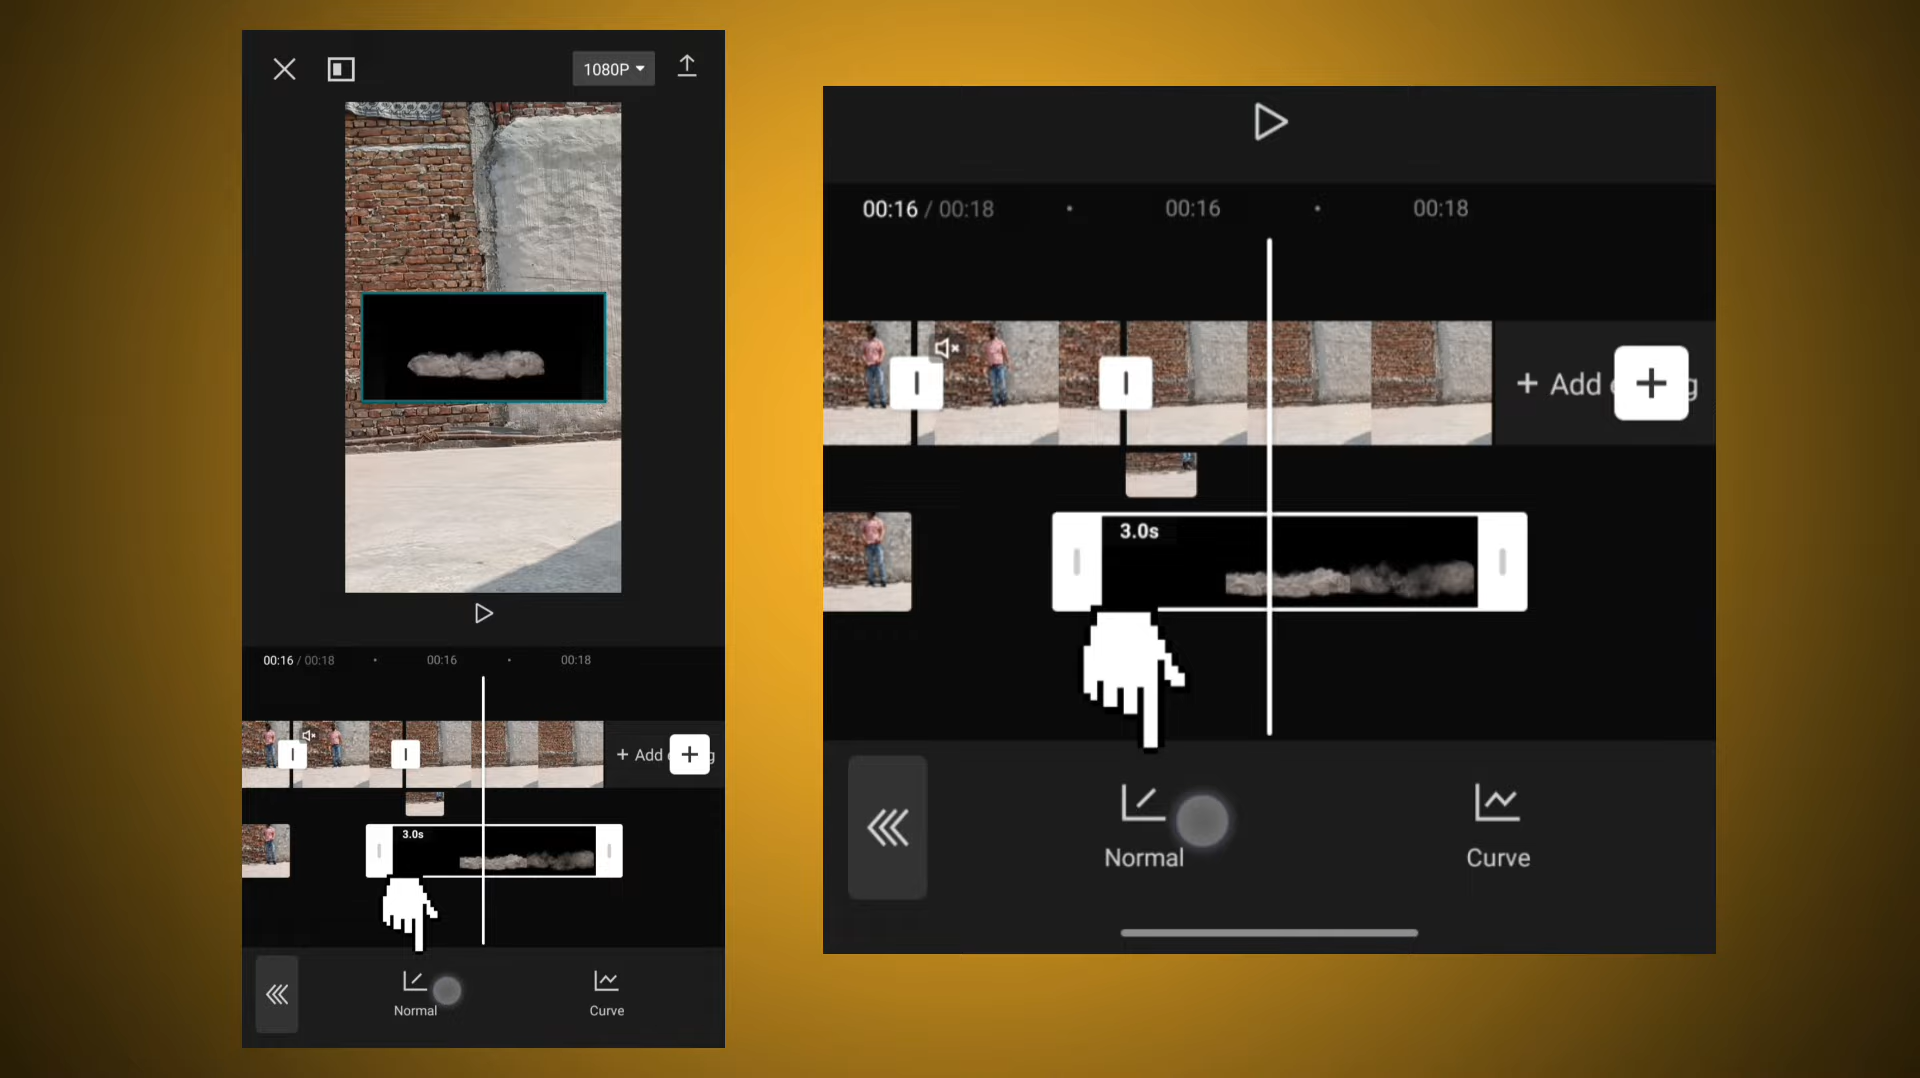 1080P
00:16 / 00:18
00:16
00:18
+ Add
3.0s
Normal
Curve
00:16 / 00:18
00:16
00:18
+ Add
g
3.0s
Normal
Curve